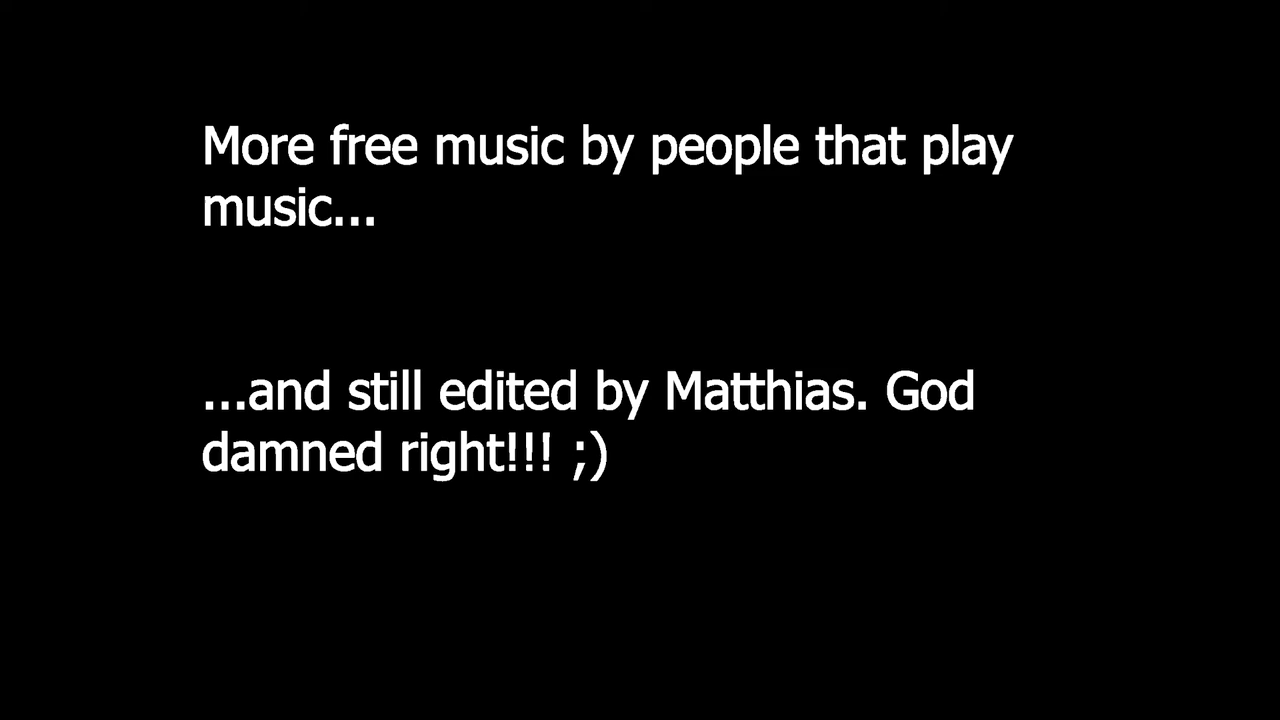 More free music by people that play
music...
...and still edited by Matthias. God
damned right!!! ;)